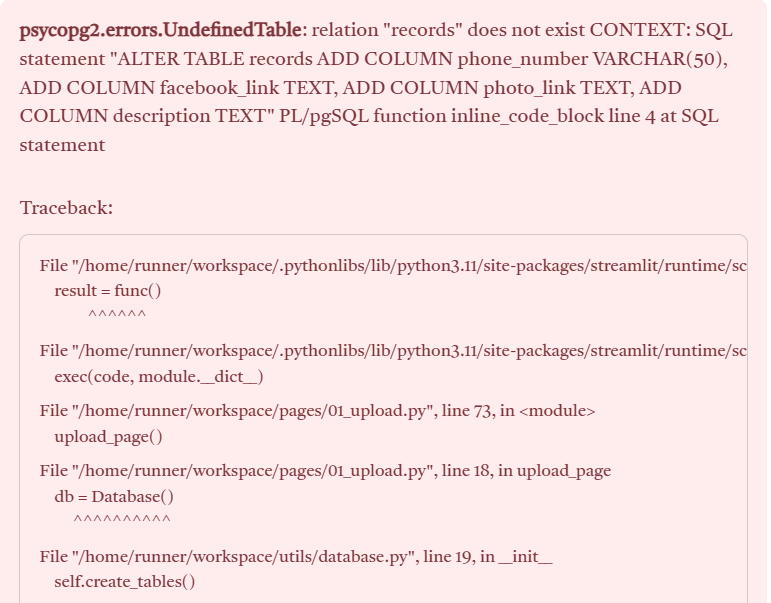 psycopg2.errors.UndefinedTable: relation "records" does not exist CONTEXT: SQL
statement "ALTER TABLE records ADD COLUMN phone_number VARCHAR(50),
ADD COLUMN facebook_link TEXT, ADD COLUMN photo_link TEXT, ADD
COLUMN description TEXT" PL/pgSQL function inline_code_block line 4 at SQL
statement
Traceback:
File "/home/runner/workspace/.pythonlibs/lib/python3.11/site-packages/streamlit/runtime/sc
result = func()
^^^^^^
File "/home/runner/workspace/.pythonlibs/lib/python3.11/site-packages/streamlit/runtime/sc
exec(code, module.__dict__)
File "/home/runner/workspace/pages/01_upload.py", line 73, in <module>
upload_page()
File "/home/runner/workspace/pages/01_upload.py", line 18, in upload_page
db = Database()
^^^^^^^^^^
File "/home/runner/workspace/utils/database.py", line 19, in __init__
self.create_tables()